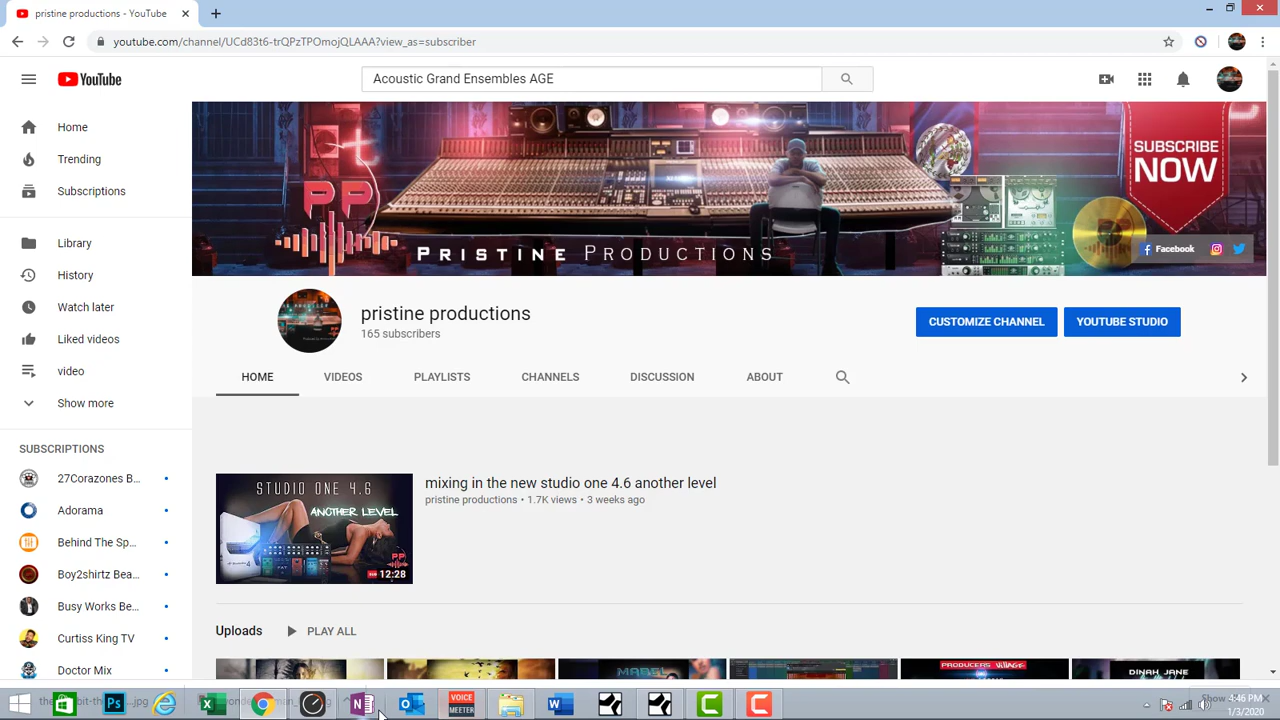 pristine productions - YouTube
youtube.com/channel/UCd83t6-trQPzTPOmojQLAAA?view_as=subscriber
YouTube
Acoustic Grand Ensembles AGE
Home
Trending
Subscriptions
Library
History
Watch later
Liked videos
video
Show more
SUBSCRIPTIONS
27Corazones B...
Adorama
Behind The Sp...
Boy2shirtz Bea...
Busy Works Be...
Curtiss King TV
Doctor Mix
PP
PRISTINE PRODUCTIONS
SUBSCRIBE
NOW
Facebook
pristine productions
165 subscribers
CUSTOMIZE CHANNEL
YOUTUBE STUDIO
HOME
VIDEOS
PLAYLISTS
CHANNELS
DISCUSSION
ABOUT
STUDIO ONE 4.6
ANOTHER LEVEL
PP
12:28
mixing in the new studio one 4.6 another level
pristine productions • 1.7K views • 3 weeks ago
Uploads
PLAY ALL
PRODUCERS VILLAGE
DINAH JANE
VOICE
MEETER
4:46 PM
1/3/2020